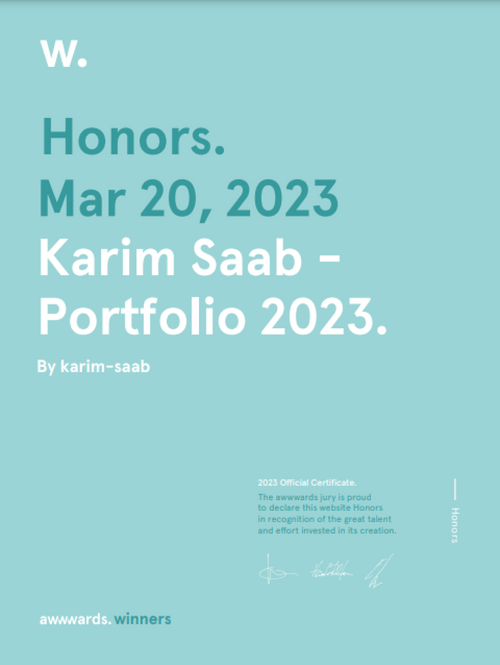 w.
Honors.
Mar 20, 2023
Karim Saab -
Portfolio 2023.
By karim-saab
2023 Official Certificate.
The awwwards jury is proud
to declare this website Honors
in recognition of the great talent
and effort invested in its creation.
Honors
awwwards.winners